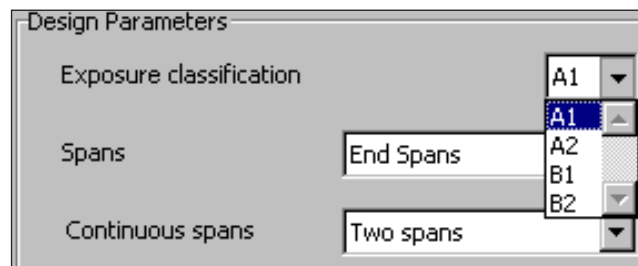 Design Parameters
Exposure classification A1
A1
A2
Spans End Spans
B1
B2
Continuous spans Two spans